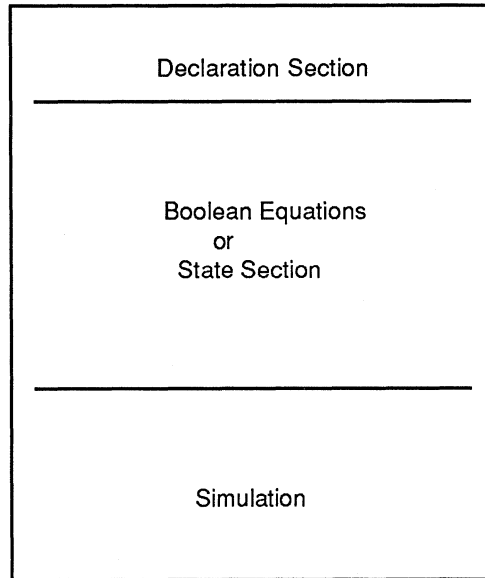 Declaration Section
Boolean Equations
or
State Section
Simulation